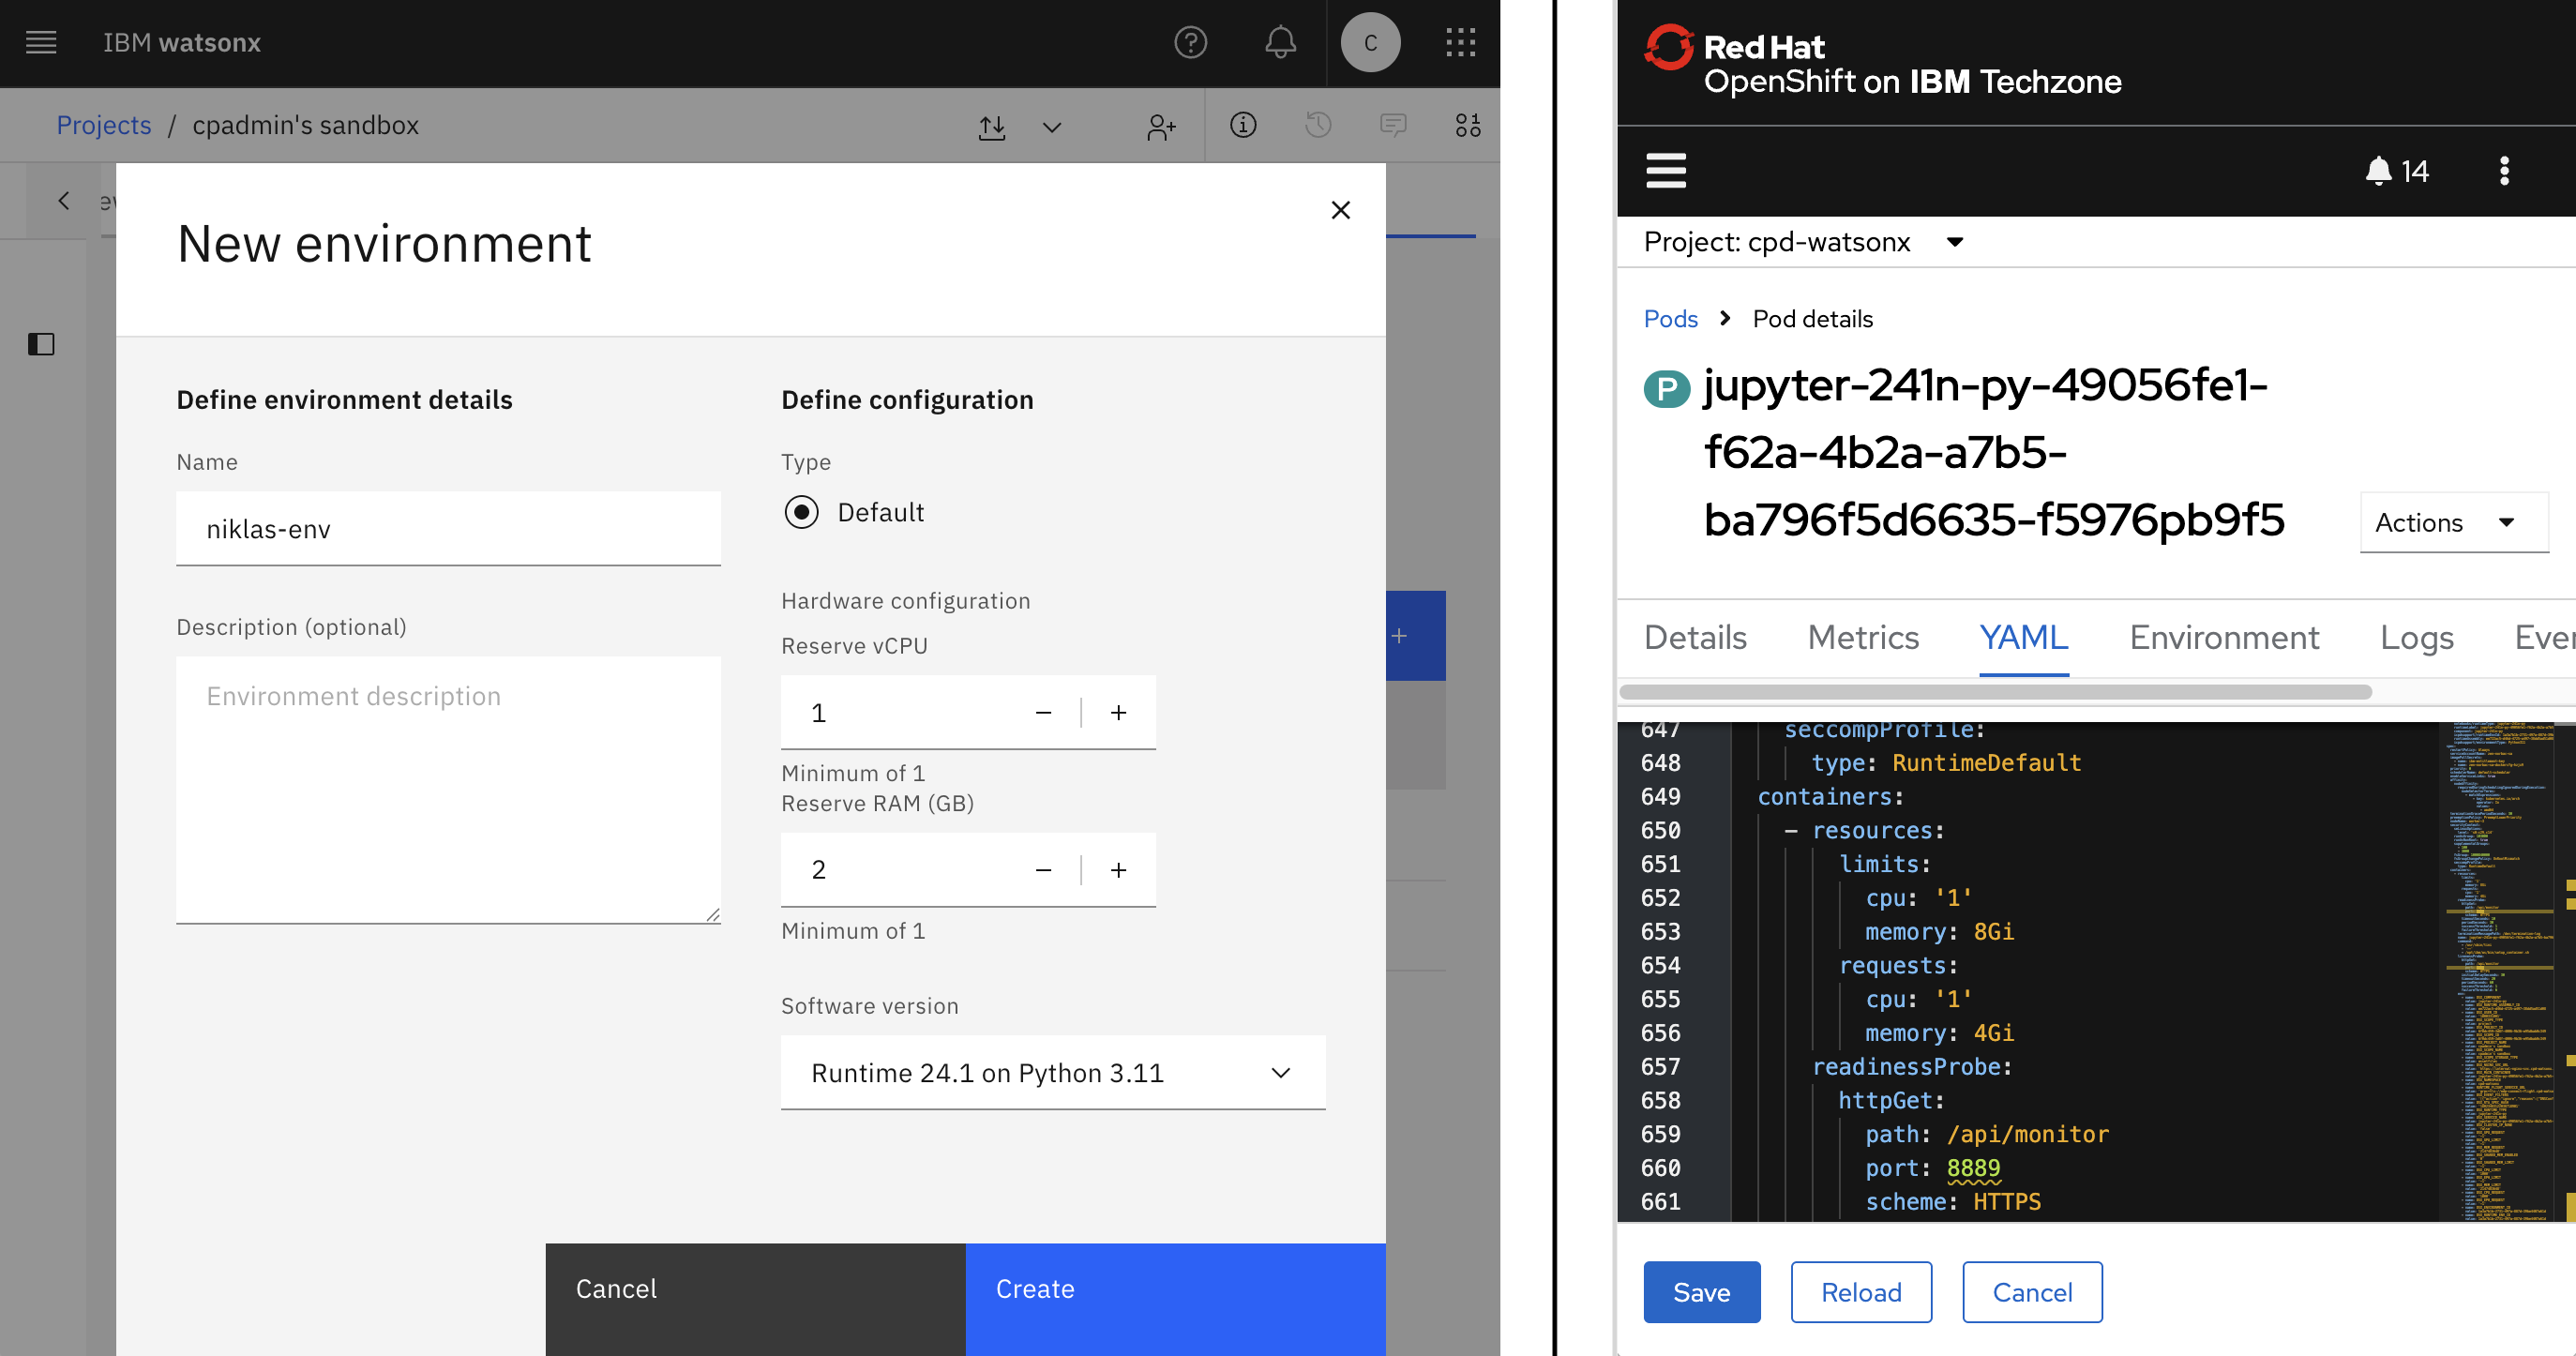 IBM watsonx
C
Projects / cpadmin's sandbox
New environment
Define environment details
Name
niklas-env
Description (optional)
Environment description
Define configuration
Type
Default
Hardware configuration
Reserve vCPU
1
Minimum of 1
Reserve RAM (GB)
2
Minimum of 1
Software version
Runtime 24.1 on Python 3.11
Cancel
Create
Red Hat
OpenShift on IBM Techzone
14
Project: cpd-watsonx
Pods > Pod details
P jupyter-241n-py-49056fe1-
f62a-4b2a-a7b5-
ba796f5d6635-f5976pb9f5
Actions
Details Metrics YAML Environment Logs
647 seccompProfile:
648 type: RuntimeDefault
649 containers:
650 - resources:
651 limits:
652 cpu: '1'
653 memory: 8Gi
654 requests:
655 cpu: '1'
656 memory: 4Gi
657 readinessProbe:
658 httpGet:
659 path: /api/monitor
660 port: 8889
661 scheme: HTTPS
Save
Reload
Cancel